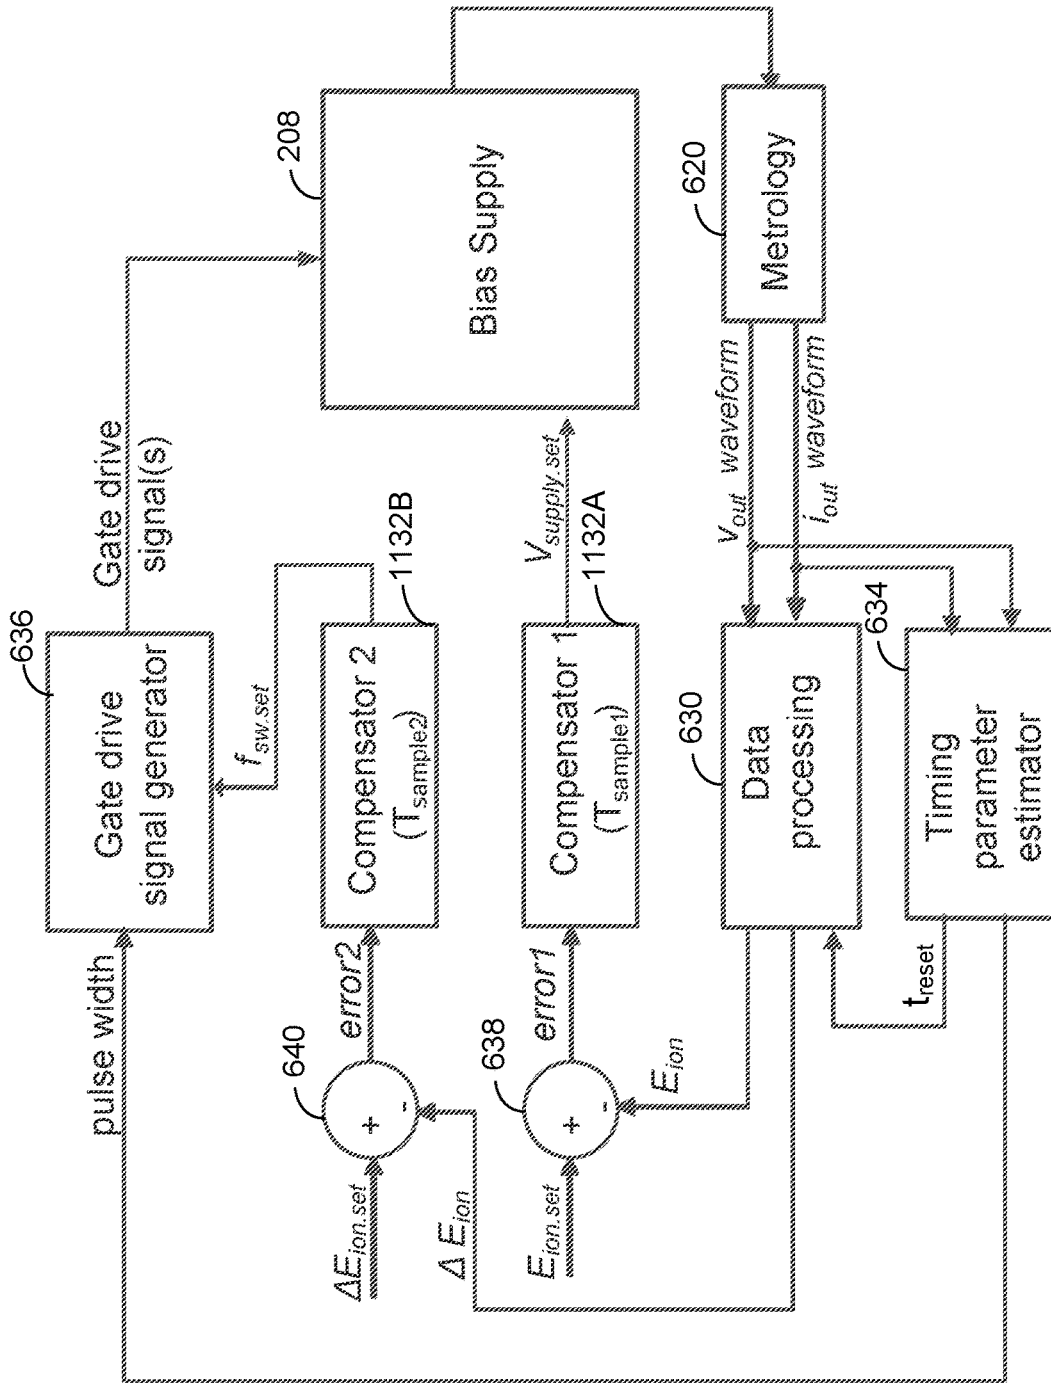 636
Gate drive
signal generator
Gate drive
signal(s)
pulse width
f_sw.set
208
Bias Supply
640
ΔE_ion.set
+
-
error2
Compensator 2
(T_sample2)
1132B
Δ E_ion
638
E_ion.set
+
-
error1
Compensator 1
(T_sample1)
1132A
V_supply.set
E_ion
630
Data
processing
v_out waveform
i_out waveform
620
Metrology
t_reset
634
Timing
parameter
estimator